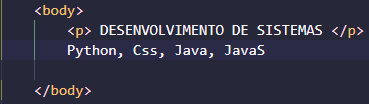 <body>
<p> DESENVOLVIMENTO DE SISTEMAS </p>
Python, Css, Java, JavaS
</body>